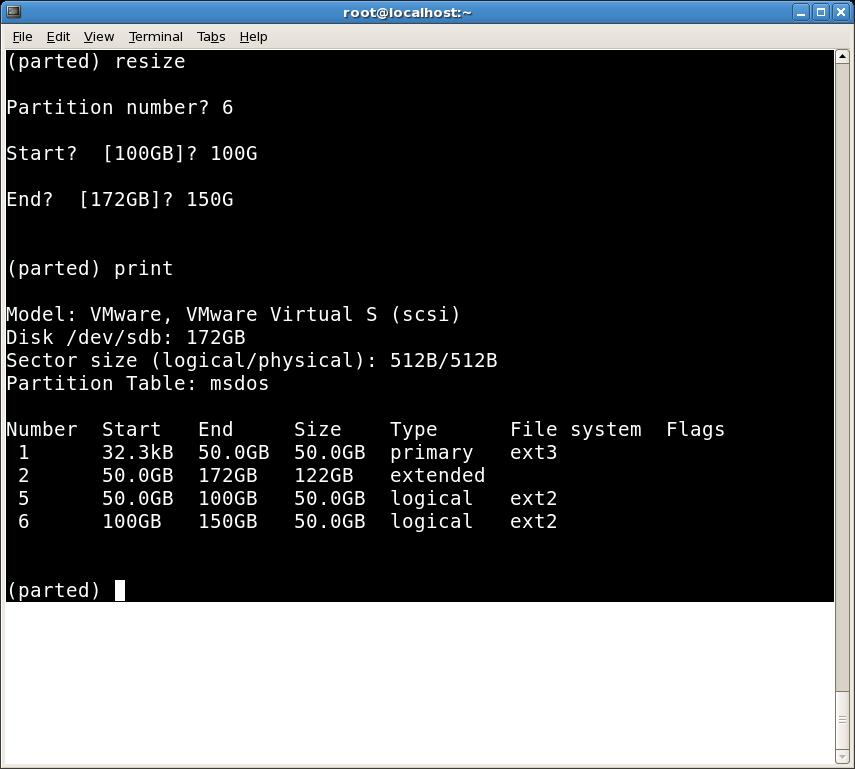 root@localhost:~
File Edit View Terminal Tabs Help
(parted) resize
Partition number? 6
Start?  [100GB]? 100G
End?  [172GB]? 150G
(parted) print
Model: VMware, VMware Virtual S (scsi)
Disk /dev/sdb: 172GB
Sector size (logical/physical): 512B/512B
Partition Table: msdos
Number  Start   End     Size    Type      File system  Flags
 1      32.3kB  50.0GB  50.0GB  primary   ext3
 2      50.0GB  172GB   122GB   extended
 5      50.0GB  100GB   50.0GB  logical   ext2
 6      100GB   150GB   50.0GB  logical   ext2
(parted)